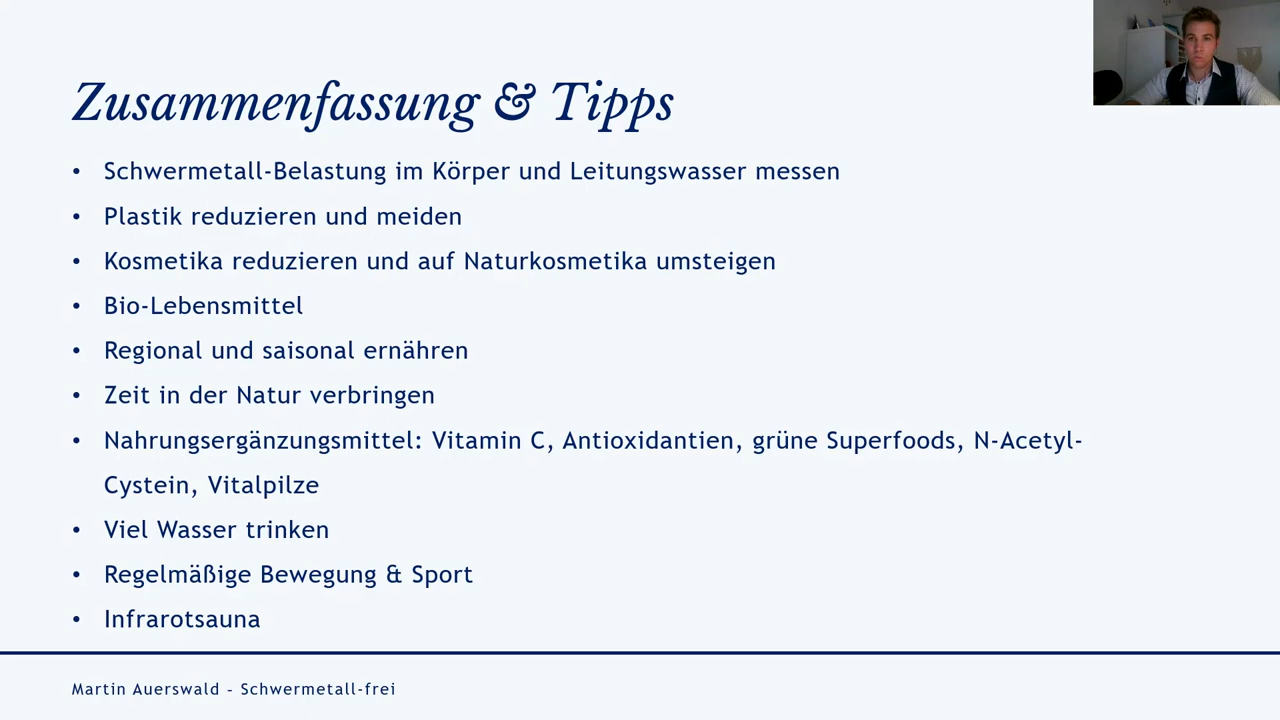 Zusammenfassung & Tipps
• Schwermetall-Belastung im Körper und Leitungswasser messen
• Plastik reduzieren und meiden
• Kosmetika reduzieren und auf Naturkosmetika umsteigen
• Bio-Lebensmittel
• Regional und saisonal ernähren
• Zeit in der Natur verbringen
• Nahrungsergänzungsmittel: Vitamin C, Antioxidantien, grüne Superfoods, N-Acetyl-
Cystein, Vitalpilze
• Viel Wasser trinken
• Regelmäßige Bewegung & Sport
• Infrarotsauna
Martin Auerswald - Schwermetall-frei